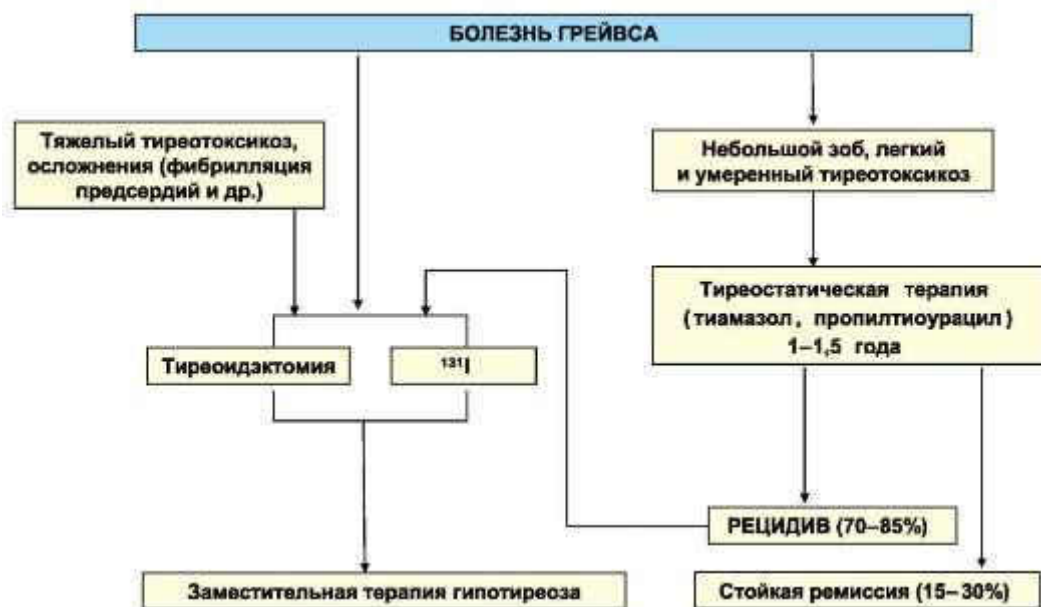 БОЛЕЗНЬ ГРЕЙВСА
Тяжелый тиреотоксикоз,
осложнения (фибрилляция
предсердий и др.)
Небольшой зоб, легкий
и умеренный тиреотоксикоз
Тиреостатическая терапия
(тиамазол, пропилтиоурацил)
1–1,5 года
Тиреоидэктомия
¹³¹I
РЕЦИДИВ (70–85%)
Заместительная терапия гипотиреоза
Стойкая ремиссия (15–30%)